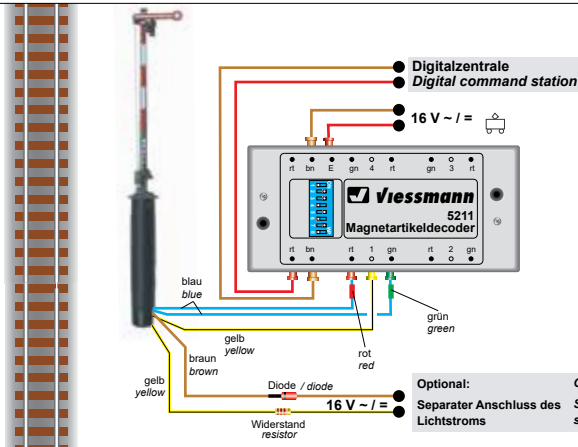 Digitalzentrale
Digital command station
16 V ~ / =
rt bn E gn 4 rt gn 3 rt
viessmann
5211
Magnetartikeldecoder
rt bn rt 1 gn rt 2 gn
blau
blue
grün
green
gelb
yellow
rot
red
braun
brown
gelb
yellow
Diode / diode
16 V ~ / =
Widerstand
resistor
Optional:
Separater Anschluss des
Lichtstroms